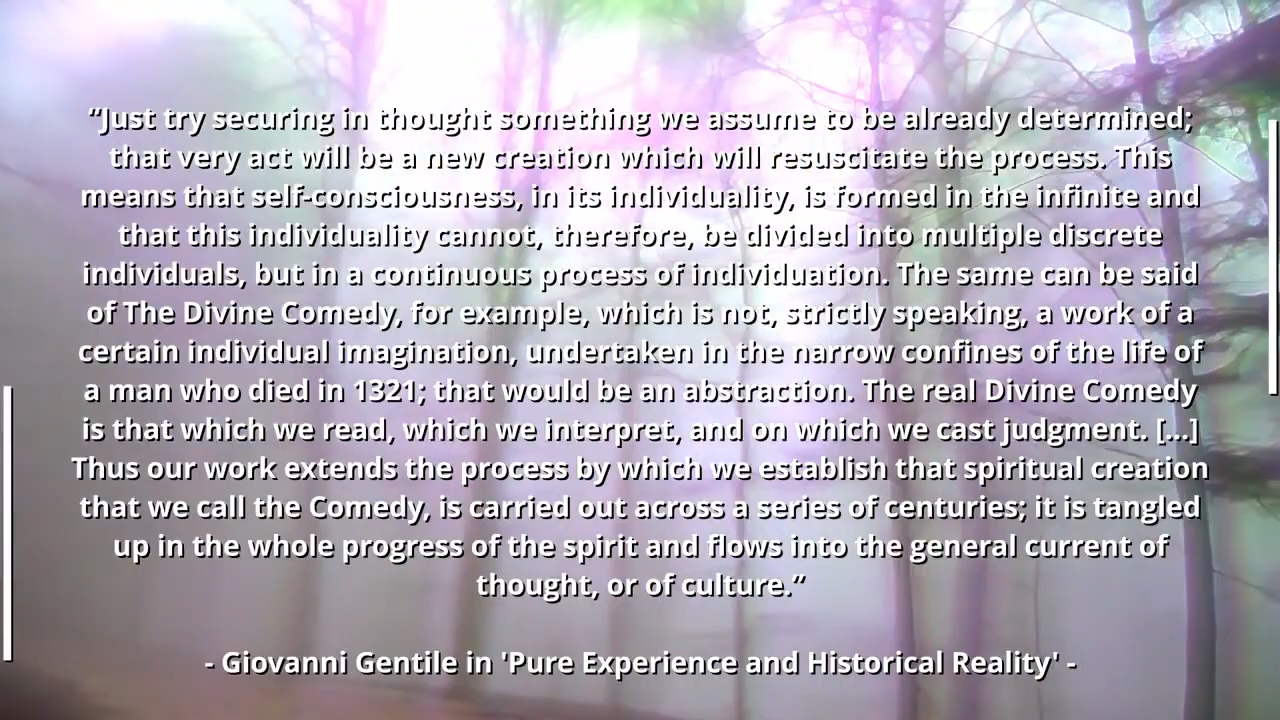 “Just try securing in thought something we assume to be already determined;
that very act will be a new creation which will resuscitate the process. This
means that self-consciousness, in its individuality, is formed in the infinite and
that this individuality cannot, therefore, be divided into multiple discrete
individuals, but in a continuous process of individuation. The same can be said
of The Divine Comedy, for example, which is not, strictly speaking, a work of a
certain individual imagination, undertaken in the narrow confines of the life of
a man who died in 1321; that would be an abstraction. The real Divine Comedy
is that which we read, which we interpret, and on which we cast judgment. [...]
Thus our work extends the process by which we establish that spiritual creation
that we call the Comedy, is carried out across a series of centuries; it is tangled
up in the whole progress of the spirit and flows into the general current of
thought, or of culture.”
- Giovanni Gentile in 'Pure Experience and Historical Reality' -